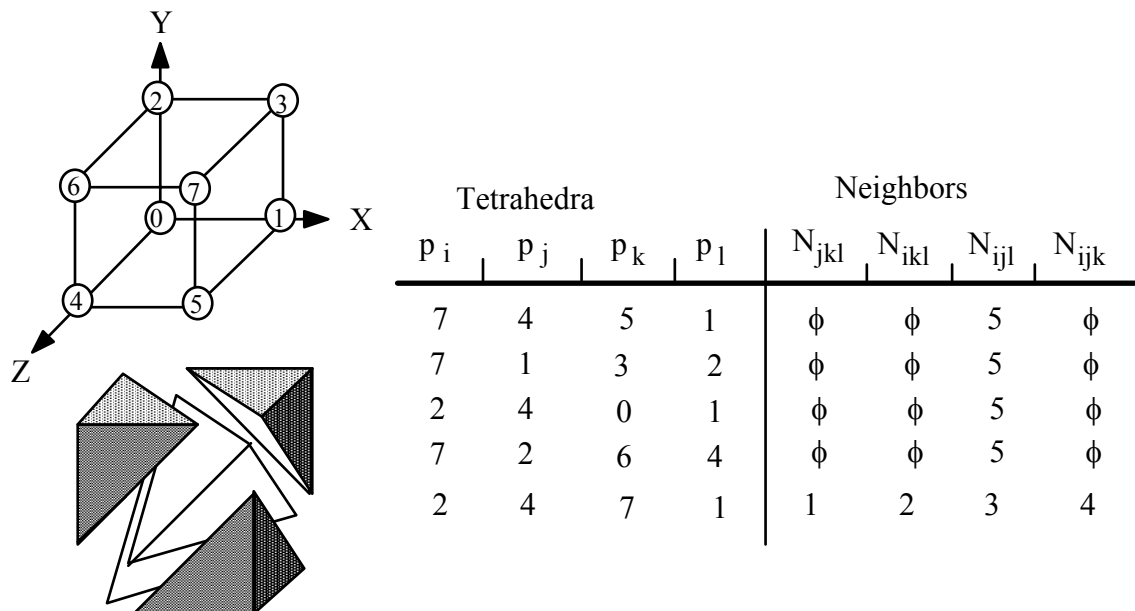 Y
2 3
6 7
0 1 X
4 5
Z
Tetrahedra Neighbors
p i p j p k p l N jkl N ikl N ijl N ijk
7 4 5 1 ϕ ϕ 5 ϕ
7 1 3 2 ϕ ϕ 5 ϕ
2 4 0 1 ϕ ϕ 5 ϕ
7 2 6 4 ϕ ϕ 5 ϕ
2 4 7 1 1 2 3 4